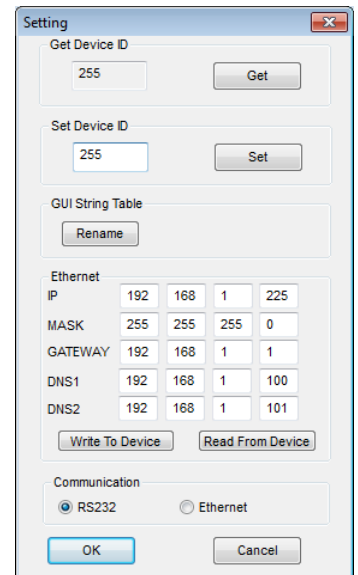 Setting
Get Device ID
255 Get
Set Device ID
255 Set
GUI String Table
Rename
Ethernet
IP 192 168 1 225
MASK 255 255 255 0
GATEWAY 192 168 1 1
DNS1 192 168 1 100
DNS2 192 168 1 101
Write To Device Read From Device
Communication
RS232 Ethernet
OK Cancel